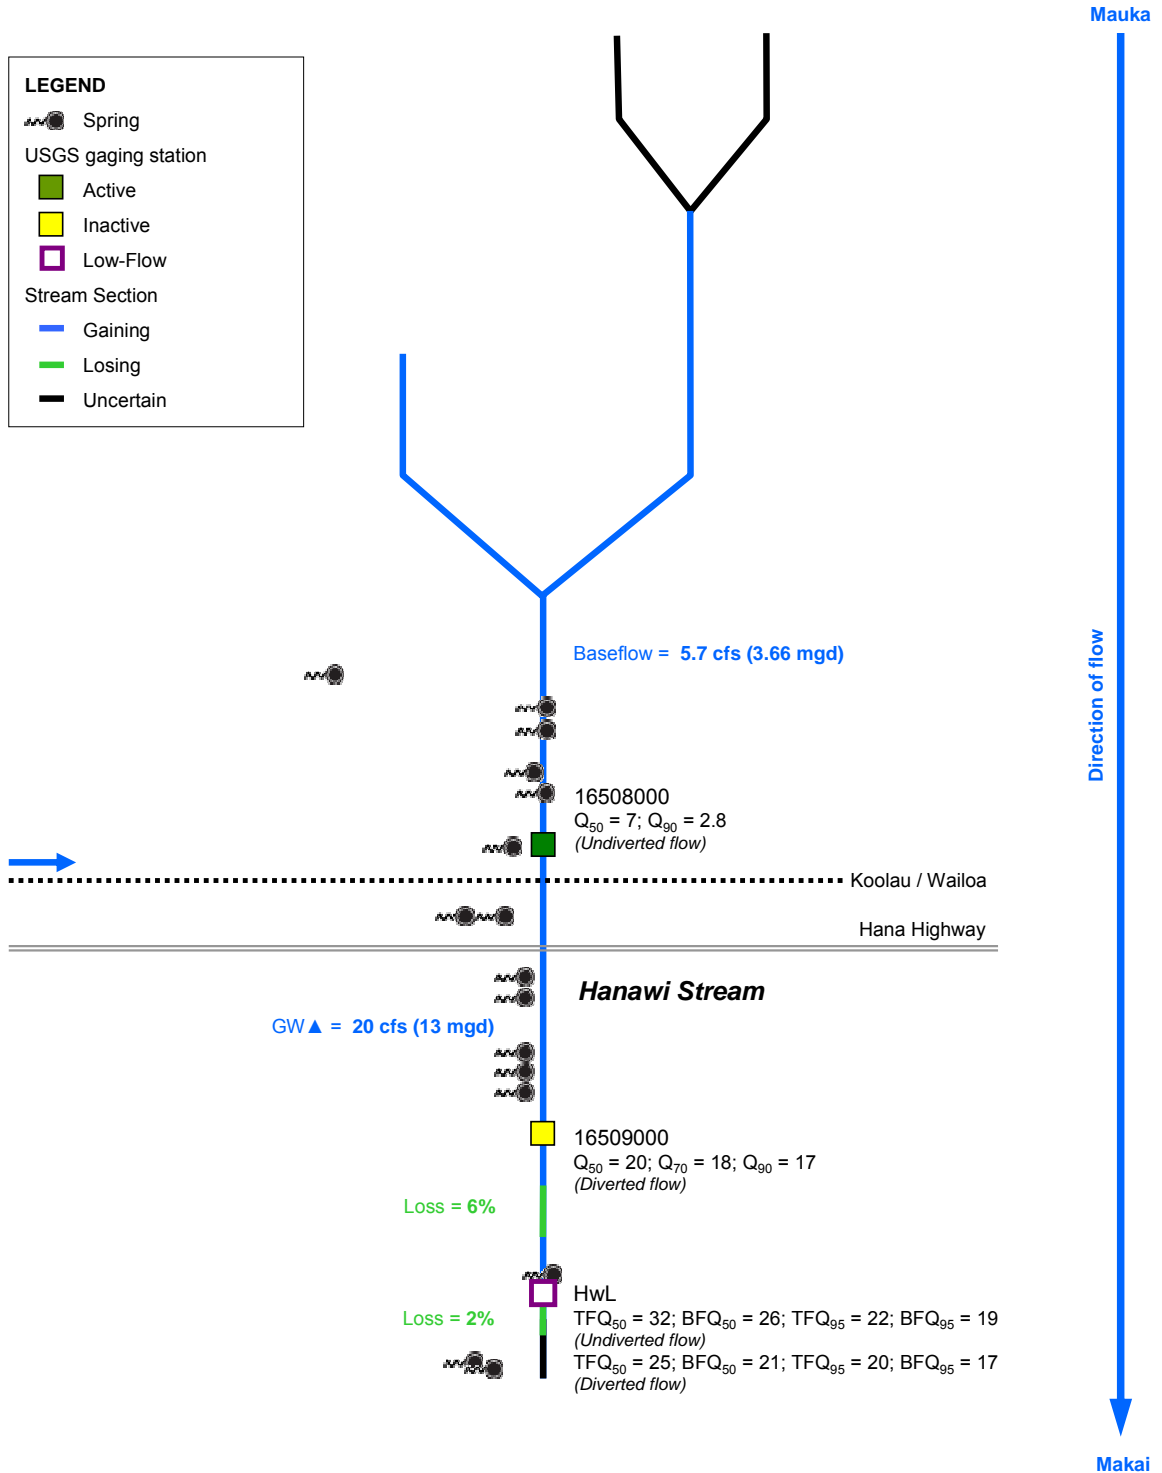 Mauka
LEGEND
Spring
USGS gaging station
Active
Inactive
Low-Flow
Stream Section
Gaining
Losing
Uncertain
Direction of flow
Baseflow = 5.7 cfs (3.66 mgd)
16508000
Q50 = 7; Q90 = 2.8
(Undiverted flow)
Koolau / Wailoa
Hana Highway
Hanawi Stream
GW▲ = 20 cfs (13 mgd)
16509000
Q50 = 20; Q70 = 18; Q90 = 17
(Diverted flow)
Loss = 6%
HwL
TFQ50 = 32; BFQ50 = 26; TFQ95 = 22; BFQ95 = 19
(Undiverted flow)
Loss = 2%
TFQ50 = 25; BFQ50 = 21; TFQ95 = 20; BFQ95 = 17
(Diverted flow)
Makai